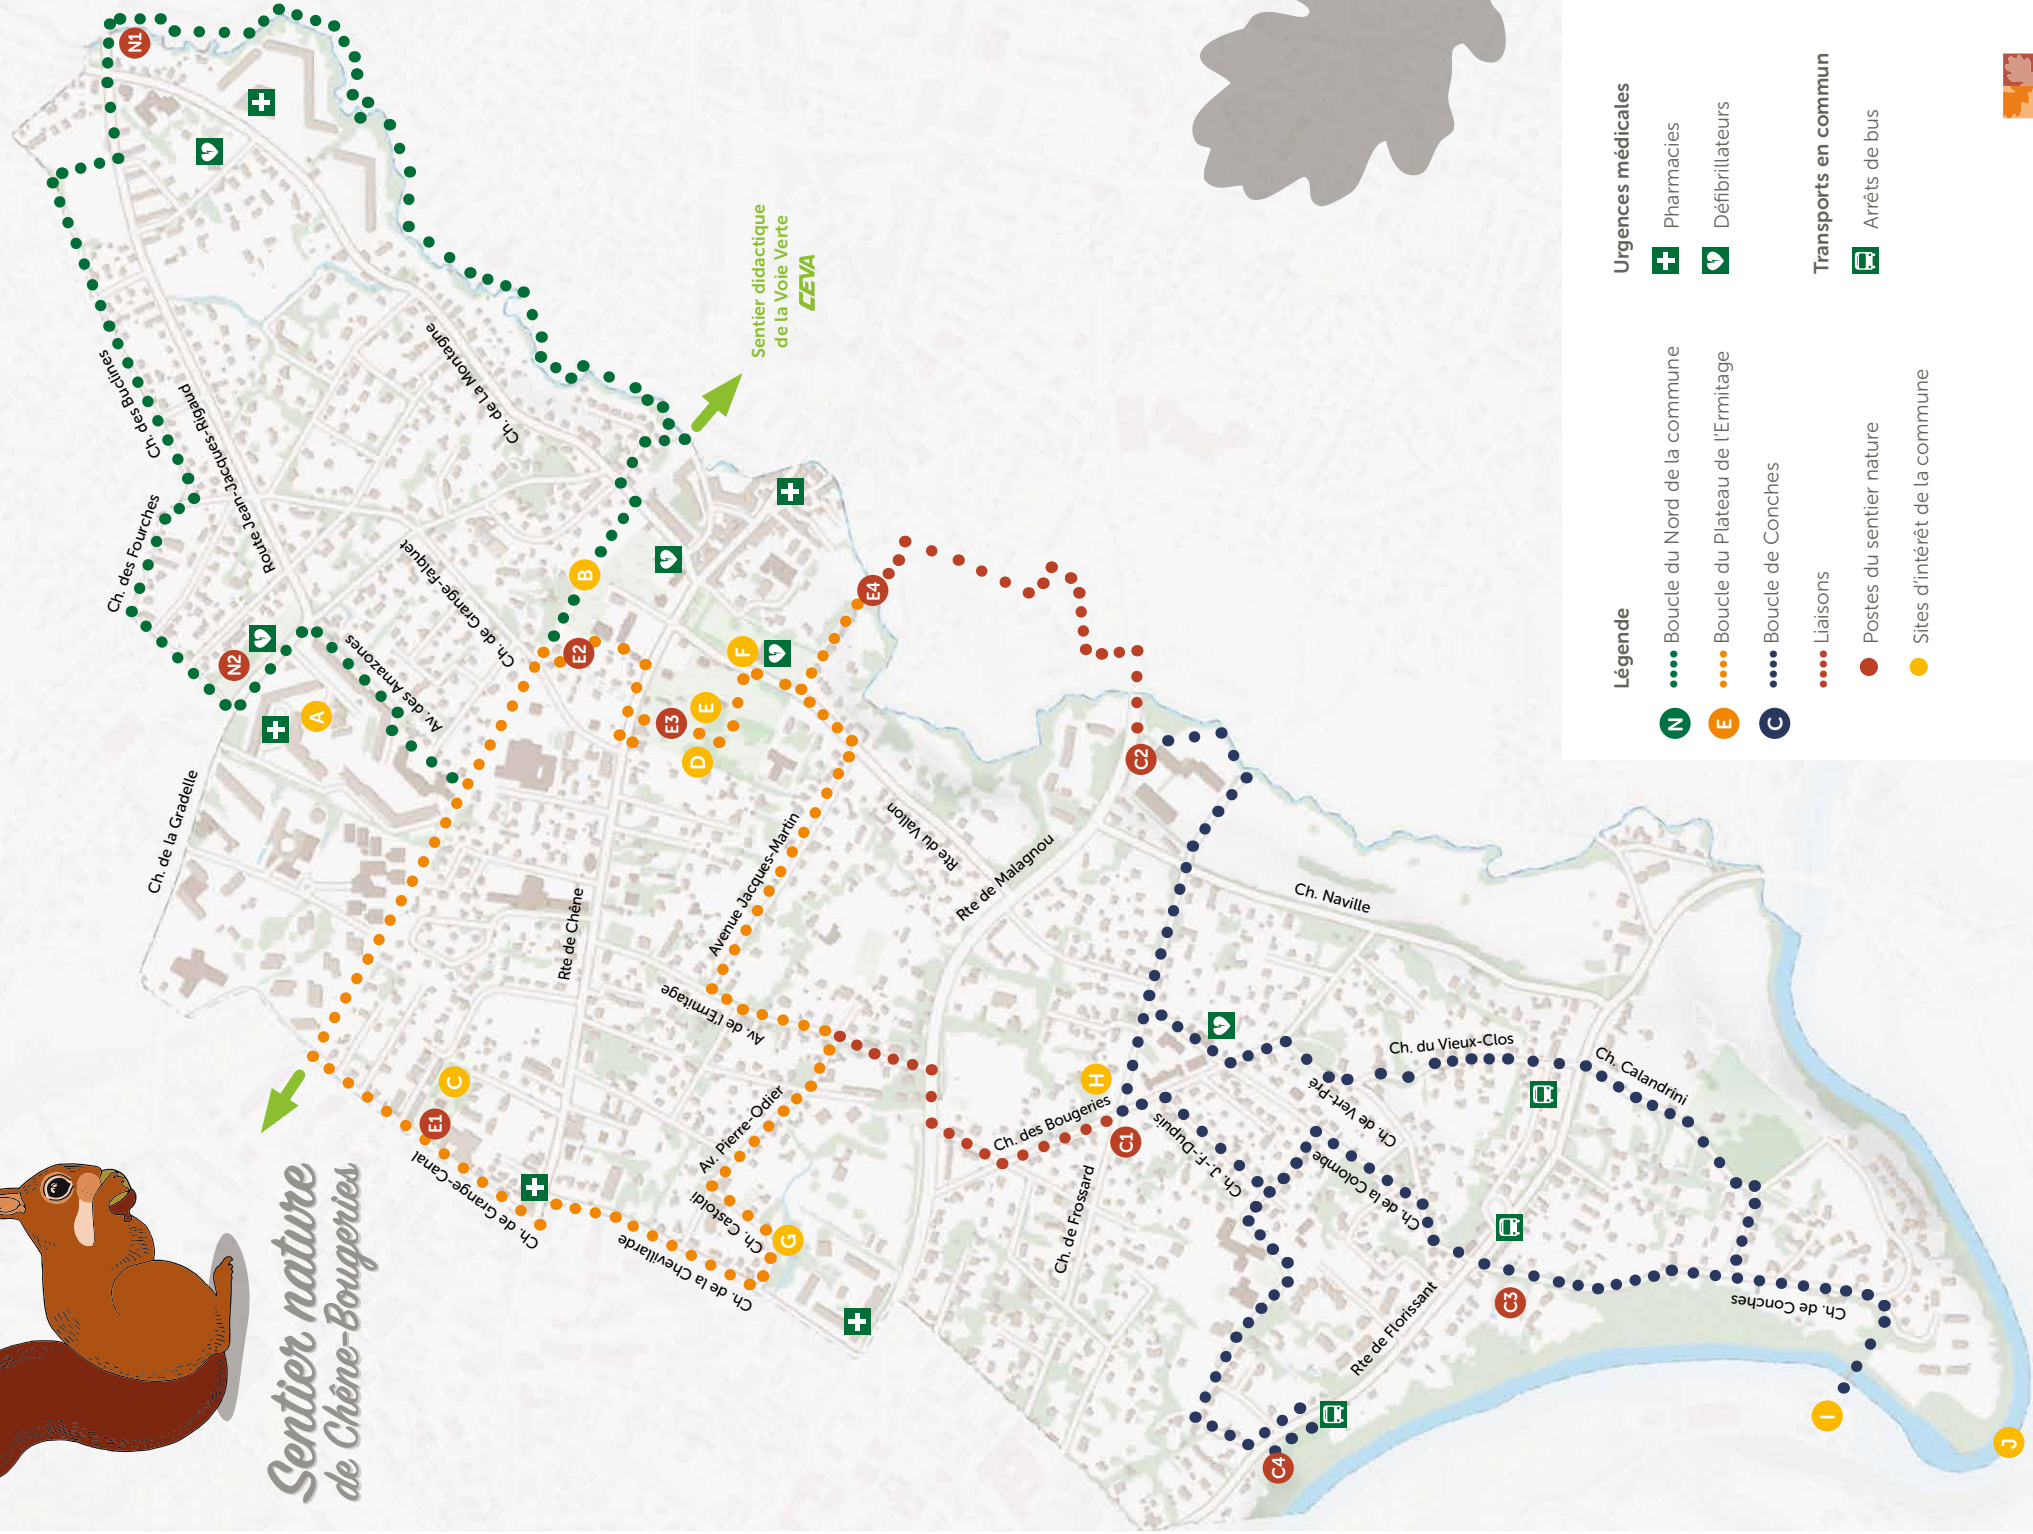 Sentier nature
de Chêne-Bougeries
Sentier didactique
de la Voie Verte
CEVA
Ch. des Buclines
Route Jean-Jacques-Rigaud
Ch. de La Montagne
Ch. des Fourches
Ch. de Grange-Falquet
Av. des Amazones
Ch. de la Gradelle
Rte de Chêne
Avenue Jacques-Martin
Rte du Vallon
Rte de Malagnou
Ch. Naville
Av. de l'Ermitage
Av. Pierre-Odier
Ch. Castoldi
Ch. de Grange-Canal
Ch. de la Chevillarde
Ch. des Bougeries
Ch. de Frossard
Ch. J.-F.-Dupuis
Ch. de Vert-Pré
Ch. de la Colombe
Ch. du Vieux-Clos
Ch. Calandrini
Rte de Florissant
Ch. de Conches
N1
N2
E1
E2
E3
E4
C1
C2
C3
C4
A
B
C
D
E
F
G
H
I
J
Légende
N Boucle du Nord de la commune
E Boucle du Plateau de l'Ermitage
C Boucle de Conches
Liaisons
Postes du sentier nature
Sites d'intérêt de la commune
Urgences médicales
Pharmacies
Défibrillateurs
Transports en commun
Arrêts de bus